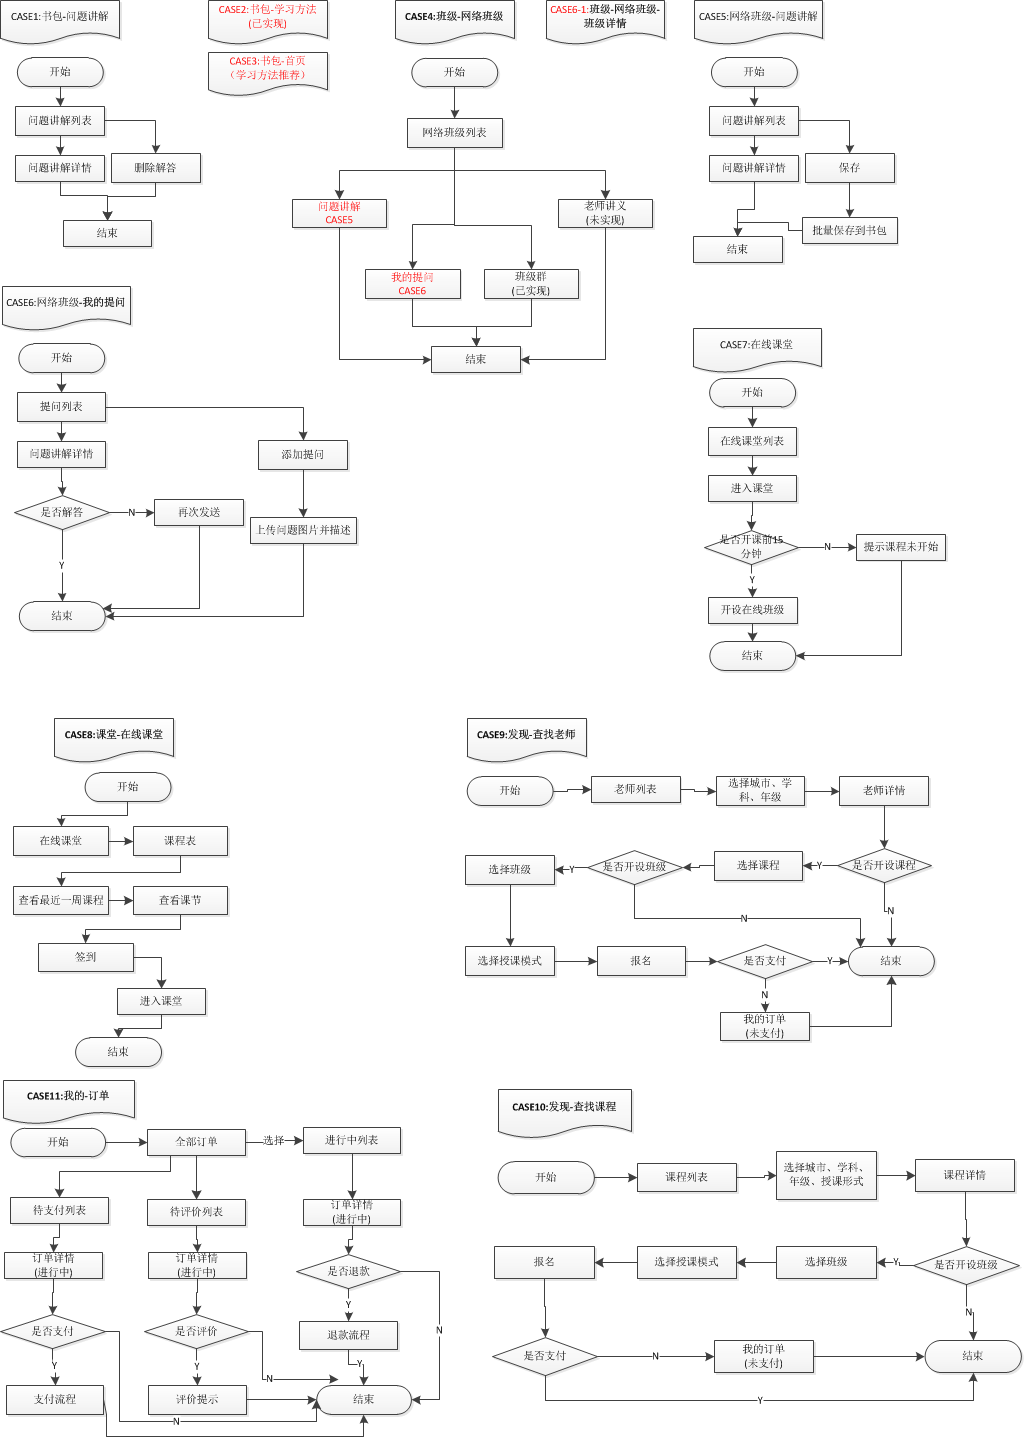 CASE1:书包-问题讲解
开始
问题讲解列表
问题讲解详情
删除解答
结束
CASE2:书包-学习方法
(已实现)
CASE3:书包-首页
（学习方法推荐）
CASE4:班级-网络班级
开始
网络班级列表
问题讲解
CASE5
老师讲义
(未实现)
我的提问
CASE6
班级群
(已实现)
结束
CASE6-1:班级-网络班级-
班级详情
CASE5:网络班级-问题讲解
开始
问题讲解列表
问题讲解详情
保存
批量保存到书包
结束
CASE6:网络班级-我的提问
开始
提问列表
问题讲解详情
添加提问
是否解答
N
再次发送
上传问题图片并描述
Y
结束
CASE7:在线课堂
开始
在线课堂列表
进入课堂
是否开课前15
分钟
N
提示课程未开始
Y
开设在线班级
结束
CASE8:课堂-在线课堂
开始
在线课堂
课程表
查看最近一周课程
查看课节
签到
进入课堂
结束
CASE9:发现-查找老师
开始
老师列表
选择城市、学
科、年级
老师详情
是否开设课程
Y
选择课程
是否开设班级
Y
选择班级
N
N
选择授课模式
报名
是否支付
Y
结束
N
我的订单
(未支付)
CASE11:我的-订单
开始
全部订单
选择
进行中列表
待支付列表
待评价列表
订单详情
(进行中)
订单详情
(进行中)
订单详情
(进行中)
是否退款
Y
N
是否支付
是否评价
退款流程
Y
Y
Y
N
支付流程
评价提示
结束
N
CASE10:发现-查找课程
开始
课程列表
选择城市、学科、
年级、授课形式
课程详情
报名
选择授课模式
选择班级
Y
是否开设班级
N
是否支付
N
我的订单
(未支付)
结束
Y